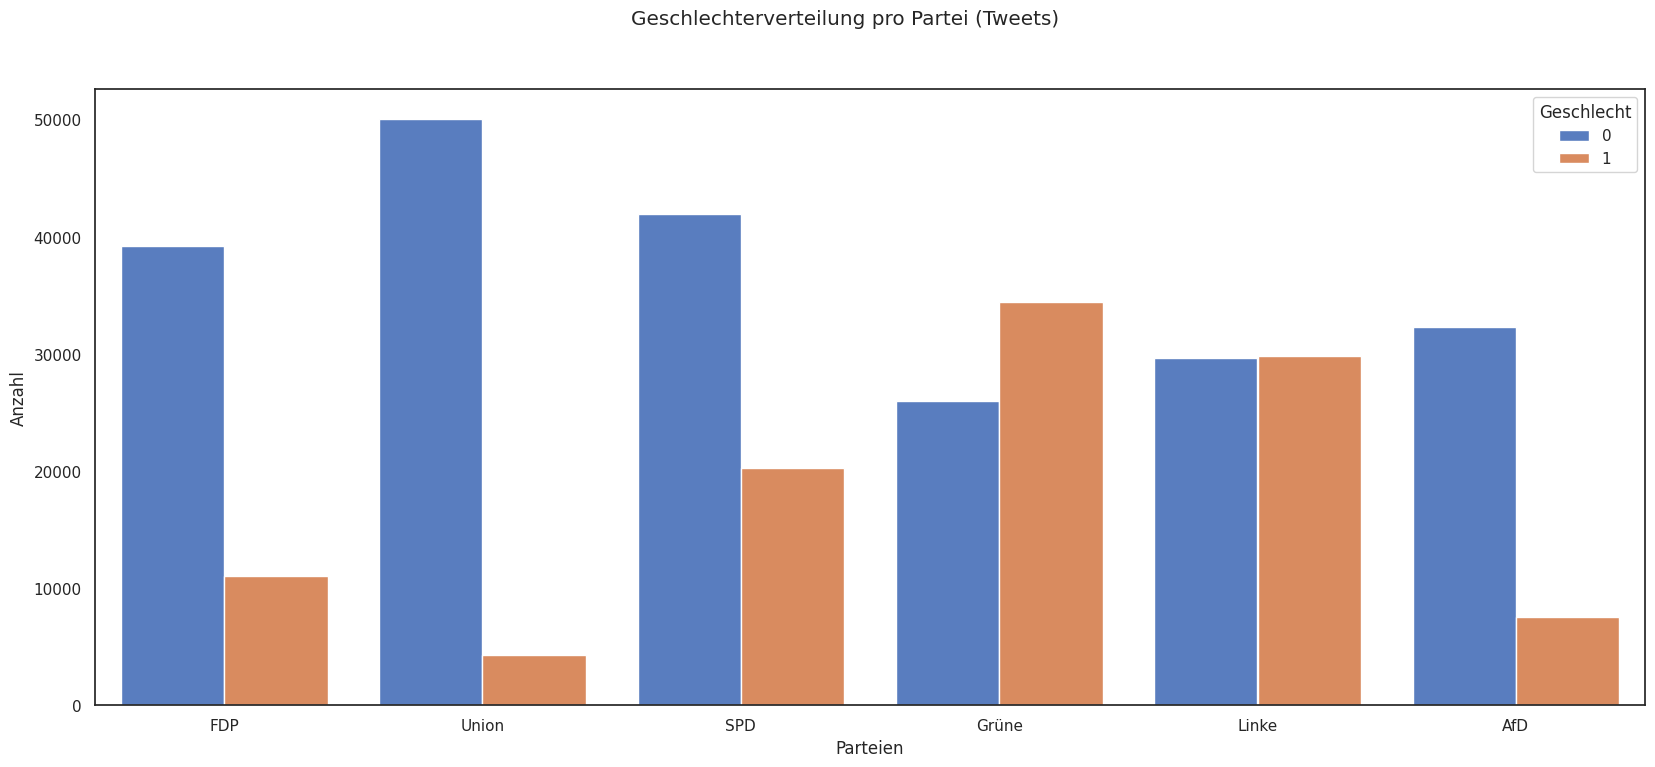 Geschlechterverteilung pro Partei (Tweets)
Geschlecht
0
1
50000
40000
30000
20000
10000
0
Anzahl
FDP Union SPD Grüne Linke AfD
Parteien